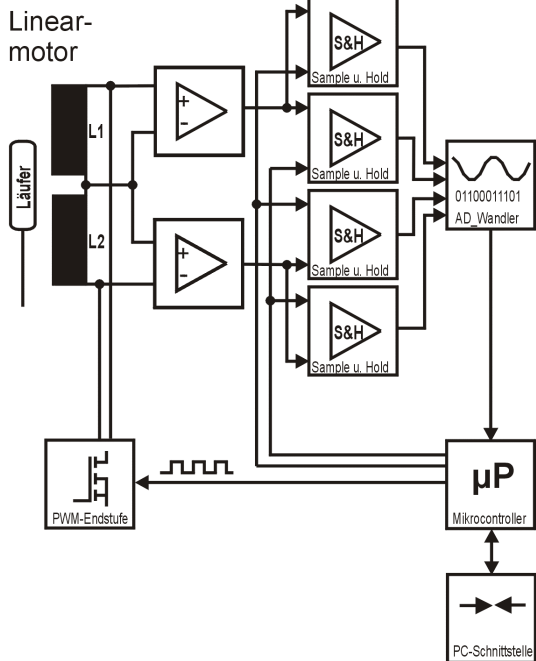 Linear-
motor
L1
L2
Läufer
+
-
+
-
S&H
Sample u. Hold
S&H
Sample u. Hold
S&H
Sample u. Hold
S&H
Sample u. Hold
01100011101
AD_Wandler
PWM-Endstufe
µP
Mikrocontroller
PC-Schnittstelle